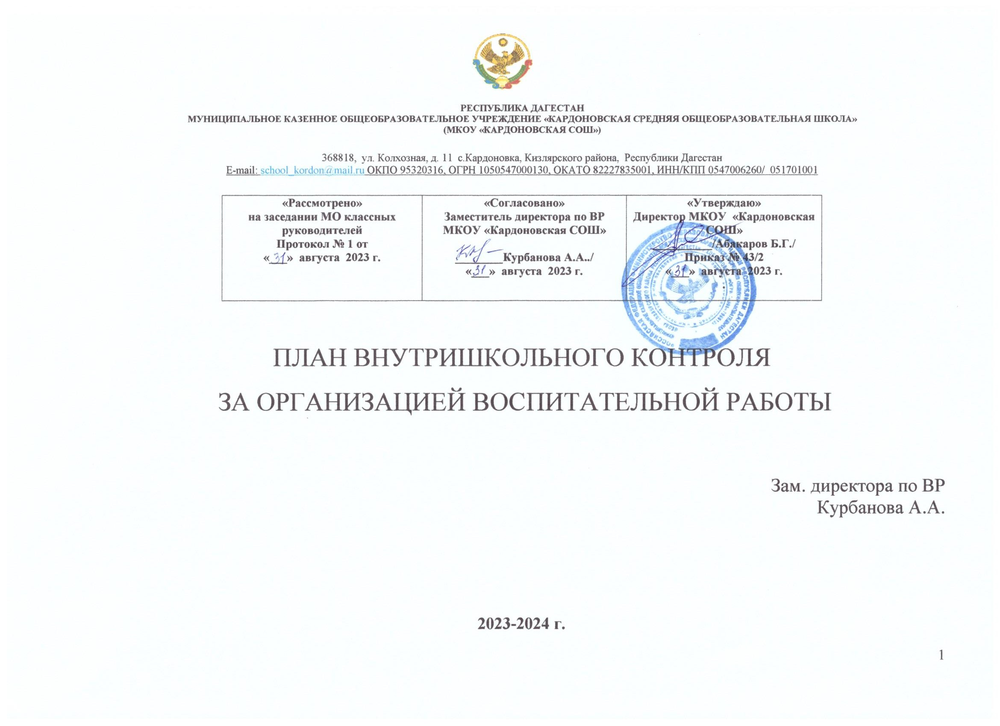 РЕСПУБЛИКА ДАГЕСТАН
МУНИЦИПАЛЬНОЕ КАЗЕННОЕ ОБЩЕОБРАЗОВАТЕЛЬНОЕ УЧРЕЖДЕНИЕ «КАРДОНОВСКАЯ СРЕДНЯЯ ОБЩЕОБРАЗОВАТЕЛЬНАЯ ШКОЛА»
(МКОУ «КАРДОНОВСКАЯ СОШ»)
368818, ул. Колхозная, д. 11 с.Кардоновка, Кизлярского района, Республики Дагестан
E-mail: school_kordon@mail.ru ОКПО 95320316, ОГРН 1050547000130, ОКАТО 82227835001, ИНН/КПП 0547006260/ 051701001
«Рассмотрено»
на заседании МО классных
руководителей
Протокол № 1 от
«31» августа 2023 г.
«Согласовано»
Заместитель директора по ВР
МКОУ «Кардоновская СОШ»
________Курбанова А.А../
«31» августа 2023 г.
«Утверждаю»
Директор МКОУ «Кардоновская
СОШ»
__________/Абакаров Б.Г./
Приказ № 43/2
«31» августа 2023 г.
ПЛАН ВНУТРИШКОЛЬНОГО КОНТРОЛЯ
ЗА ОРГАНИЗАЦИЕЙ ВОСПИТАТЕЛЬНОЙ РАБОТЫ
Зам. директора по ВР
Курбанова А.А.
2023-2024 г.
1